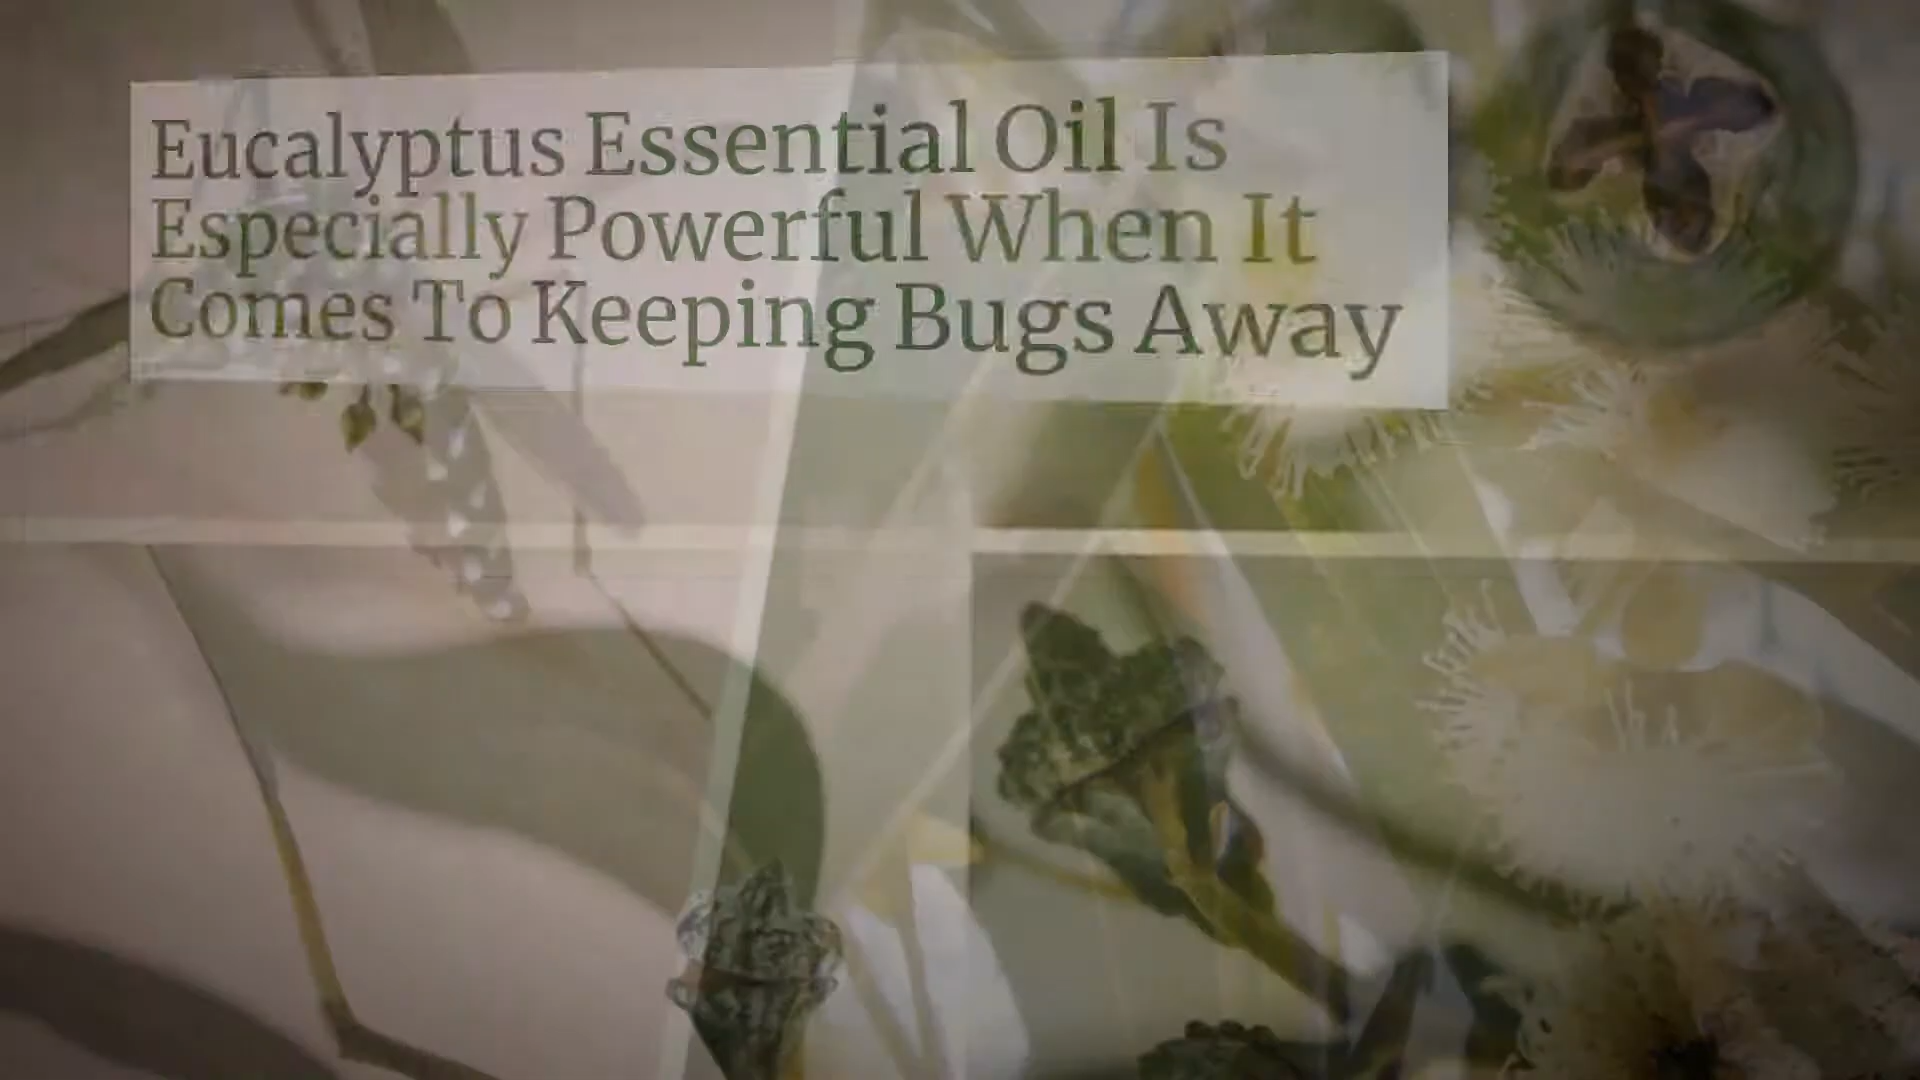 Eucalyptus Essential Oil Is
Especially Powerful When It
Comes To Keeping Bugs Away